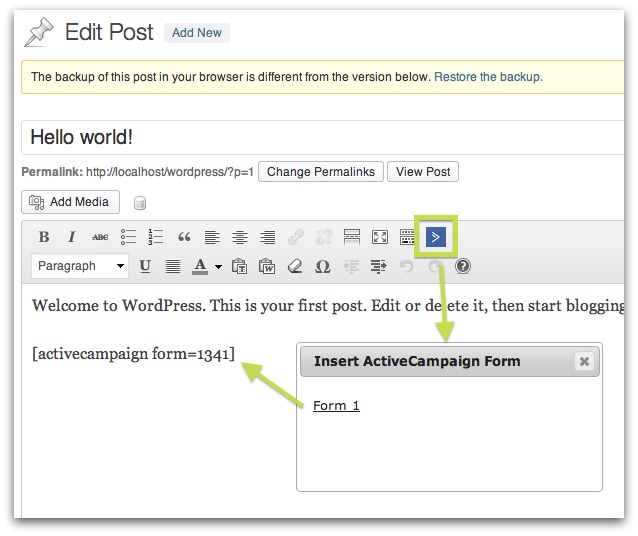 Edit Post Add New
The backup of this post in your browser is different from the version below. Restore the backup.
Hello world!
Permalink: http://localhost/wordpress/?p=1 Change Permalinks View Post
Add Media
B I ABC
Paragraph U A Ω ?
Welcome to WordPress. This is your first post. Edit or delete it, then start blogging
[activecampaign form=1341]
Insert ActiveCampaign Form
Form 1